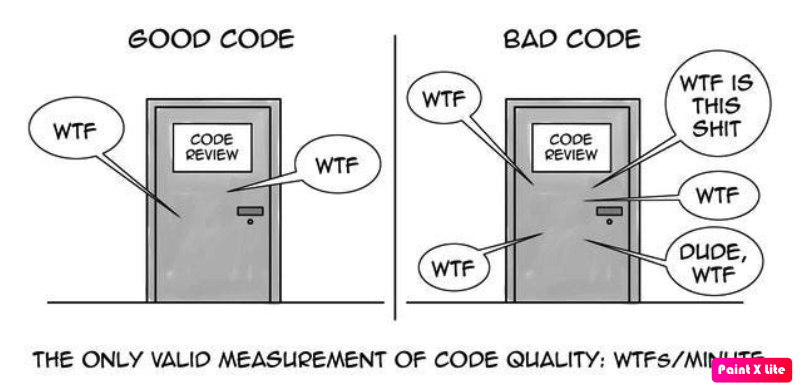 GOOD CODE
WTF
CODE
REVIEW
WTF
BAD CODE
WTF
WTF IS
THIS
SHIT
CODE
REVIEW
WTF
WTF
DUDE,
WTF
THE ONLY VALID MEASUREMENT OF CODE QUALITY: WTFS/MINUTE
Paint X Lite